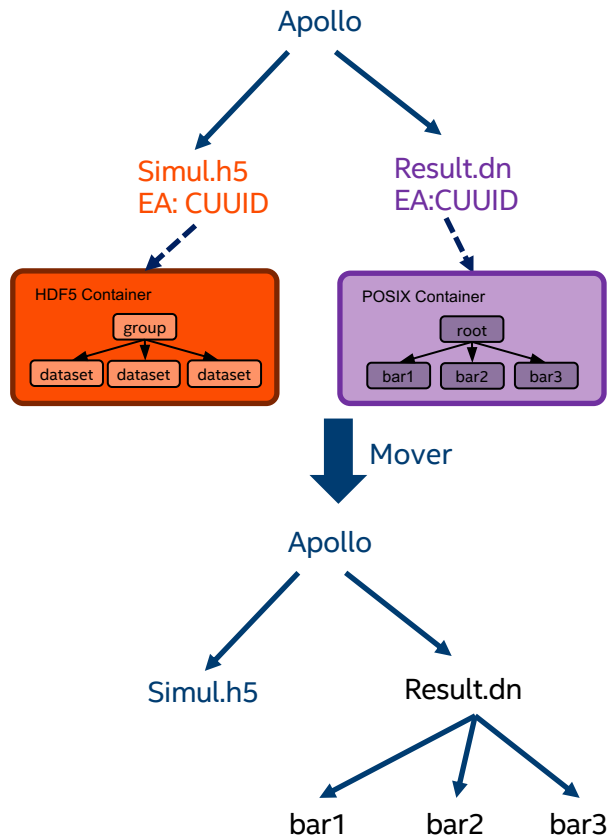 Apollo
Simul.h5
EA: CUUID
Result.dn
EA:CUUID
HDF5 Container
group
dataset
dataset
dataset
POSIX Container
root
bar1
bar2
bar3
Mover
Apollo
Simul.h5
Result.dn
bar1
bar2
bar3